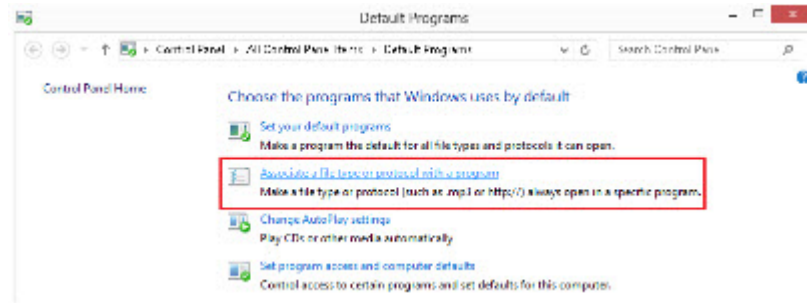 Default Programs
Control Panel ▸ All Control Panel Items ▸ Default Programs
Search Control Pane
Control Panel Home
Choose the programs that Windows uses by default
Set your default programs
Make a program the default for all file types and protocols it can open.
Associate a file type or protocol with a program
Make a file type or protocol (such as .mp3 or http://) always open in a specific program.
Change AutoPlay settings
Play CDs or other media automatically
Set program access and computer defaults
Control access to certain programs and set defaults for this computer.